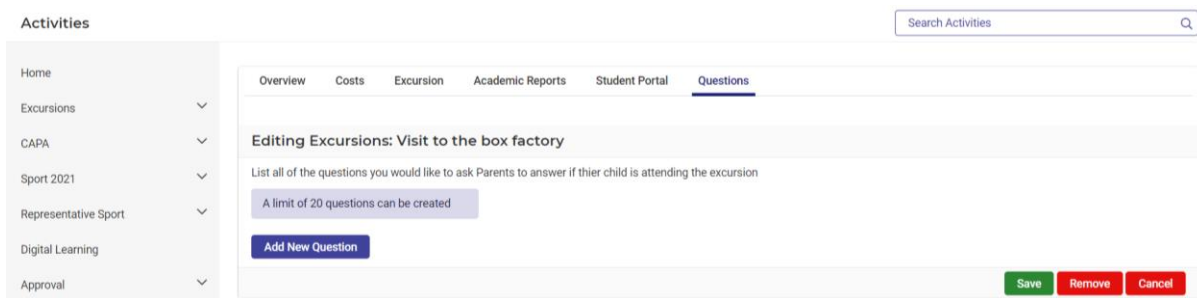 Activities
Search Activities
Home
Excursions
CAPA
Sport 2021
Representative Sport
Digital Learning
Approval
Overview Costs Excursion Academic Reports Student Portal Questions
Editing Excursions: Visit to the box factory
List all of the questions you would like to ask Parents to answer if thier child is attending the excursion
A limit of 20 questions can be created
Add New Question
Save Remove Cancel